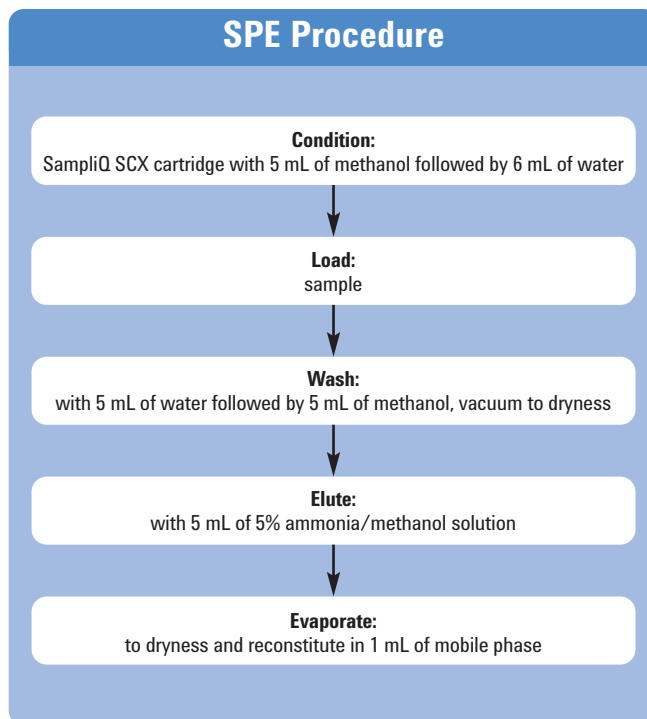 SPE Procedure
Condition:
SampliQ SCX cartridge with 5 mL of methanol followed by 6 mL of water
Load:
sample
Wash:
with 5 mL of water followed by 5 mL of methanol, vacuum to dryness
Elute:
with 5 mL of 5% ammonia/methanol solution
Evaporate:
to dryness and reconstitute in 1 mL of mobile phase